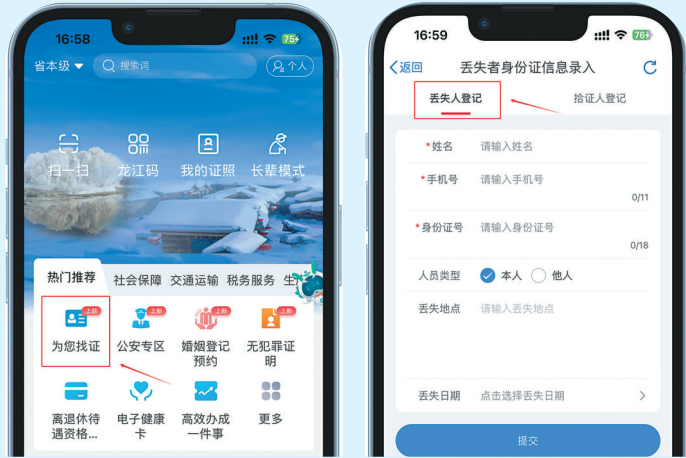 16:58
75
省本级
搜索词
个人
扫一扫
龙江码
我的证照
长辈模式
热门推荐
社会保障
交通运输
税务服务
生
上新
上新
上新
上新
为您找证
公安专区
婚姻登记
预约
无犯罪证
明
离退休待
遇资格...
电子健康
卡
高效办成
一件事
更多
16:59
76
返回
丢失者身份证信息录入
丢失人登记
拾证人登记
*姓名
请输入姓名
*手机号
请输入手机号
0/11
*身份证号
请输入身份证号
0/18
人员类型
本人
他人
丢失地点
请输入丢失地点
丢失日期
点击选择丢失日期
提交